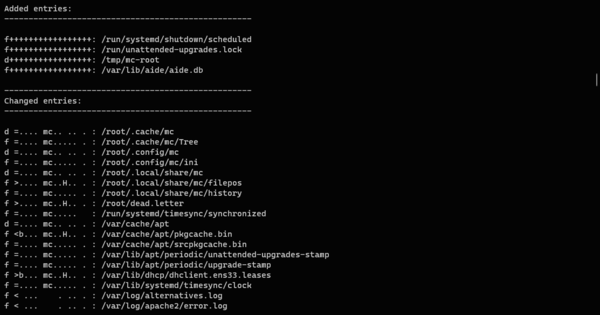 Added entries:
---------------------------------------------------
f++++++++++++++++: /run/systemd/shutdown/scheduled
f++++++++++++++++: /run/unattended-upgrades.lock
d++++++++++++++++: /tmp/mc-root
f++++++++++++++++: /var/lib/aide/aide.db
---------------------------------------------------
Changed entries:
---------------------------------------------------
d =.... mc.. .. . : /root/.cache/mc
f =.... mc..... . : /root/.cache/mc/Tree
d =.... mc.. .. . : /root/.config/mc
f =.... mc..... . : /root/.config/mc/ini
d =.... mc.. .. . : /root/.local/share/mc
f >.... mc..H.. . : /root/.local/share/mc/filepos
f =.... mc..... . : /root/.local/share/mc/history
f >.... mc..H.. . : /root/dead.letter
f =.... mc..... : /run/systemd/timesync/synchronized
d =.... mc.. .. . : /var/cache/apt
f <b... mc..H.. . : /var/cache/apt/pkgcache.bin
f =.... mc..... . : /var/cache/apt/srcpkgcache.bin
f =.... mc..... . : /var/lib/apt/periodic/unattended-upgrades-stamp
f =.... mc..... . : /var/lib/apt/periodic/upgrade-stamp
f >b... mc..H.. . : /var/lib/dhcp/dhclient.ens33.leases
f =.... mc..... . : /var/lib/systemd/timesync/clock
f < ... . .. . : /var/log/alternatives.log
f < ... . .. . : /var/log/apache2/error.log